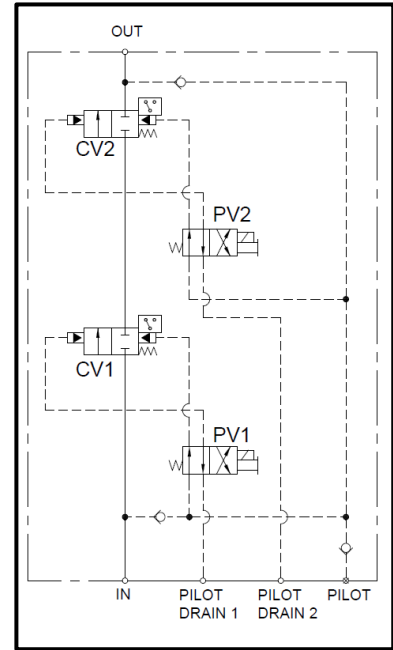 OUT
CV2
PV2
CV1
PV1
IN
PILOT
DRAIN 1
PILOT
DRAIN 2
PILOT